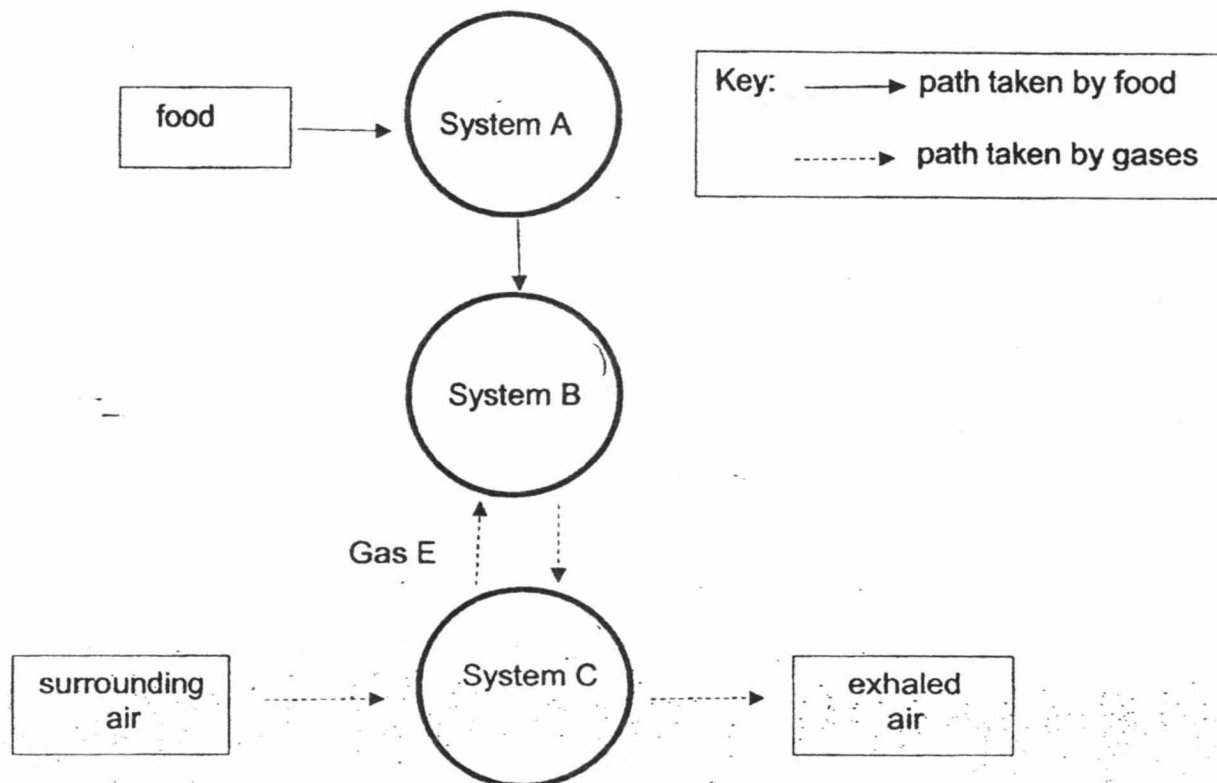 food
System A
Key:
path taken by food
path taken by gases
System B
Gas E
surrounding
air
System C
exhaled
air